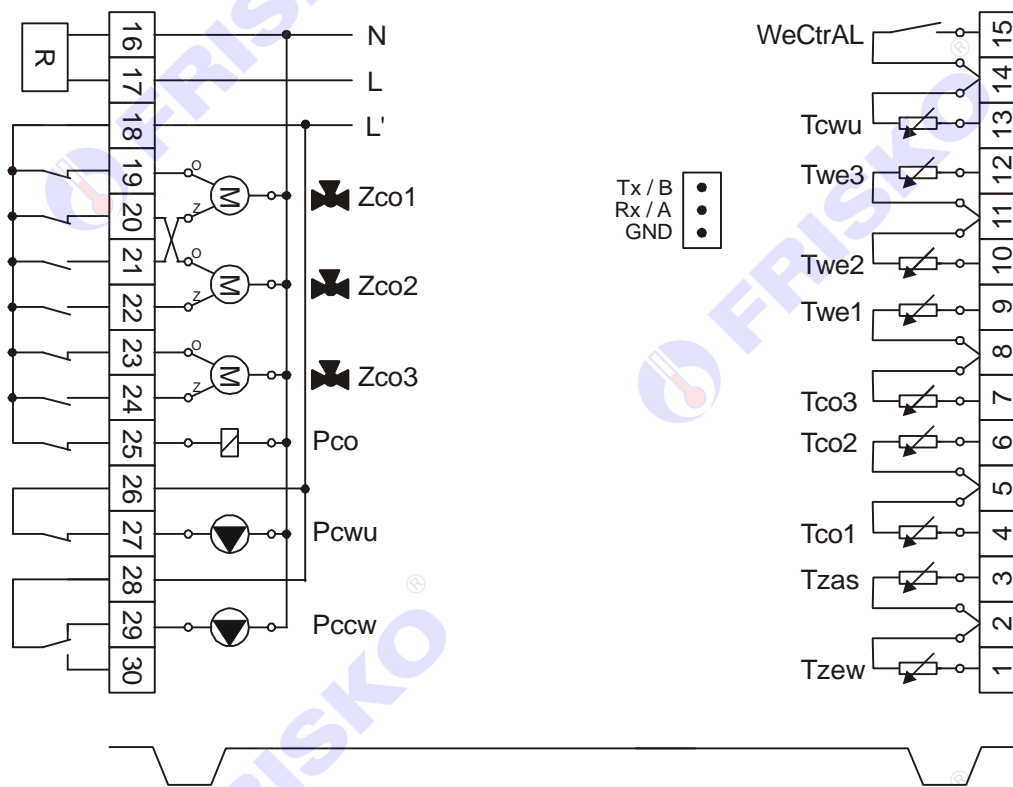 16 N
R
17 L
18 L'
19 o
M Zco1
20 z
21 o
M Zco2
22 z
23 o
M Zco3
24 z
25 Pco
26
27 Pcwu
28
29 Pccw
30
Tx / B
Rx / A
GND
WeCtrAL 15
14
Tcwu 13
Twe3 12
11
Twe2 10
Twe1 9
8
Tco3 7
Tco2 6
5
Tco1 4
Tzas 3
2
Tzew 1
FRISKO
FRISKO ®
FRISKO ®
®